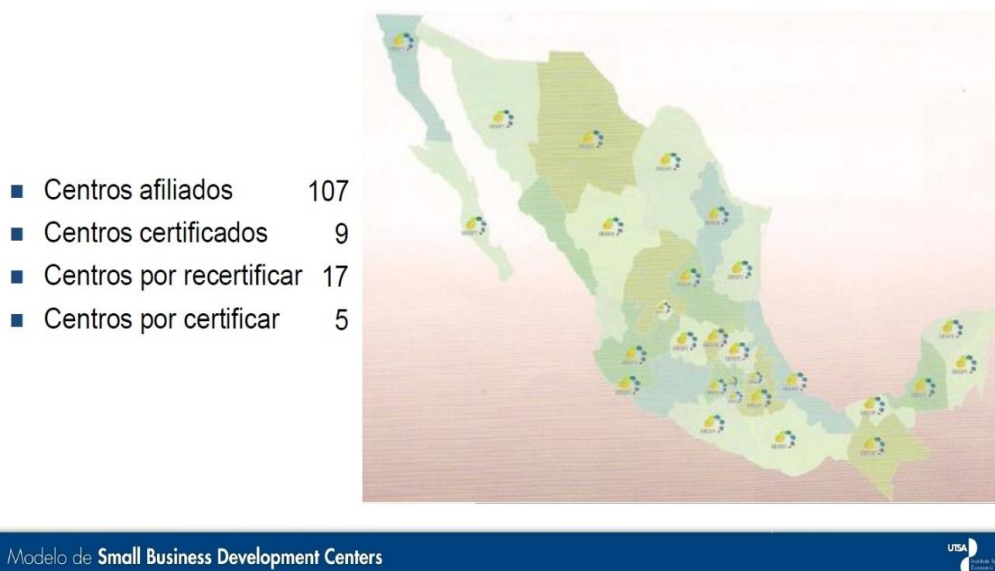 Centros afiliados 107
Centros certificados 9
Centros por recertificar 17
Centros por certificar 5
Modelo de Small Business Development Centers
UTSA